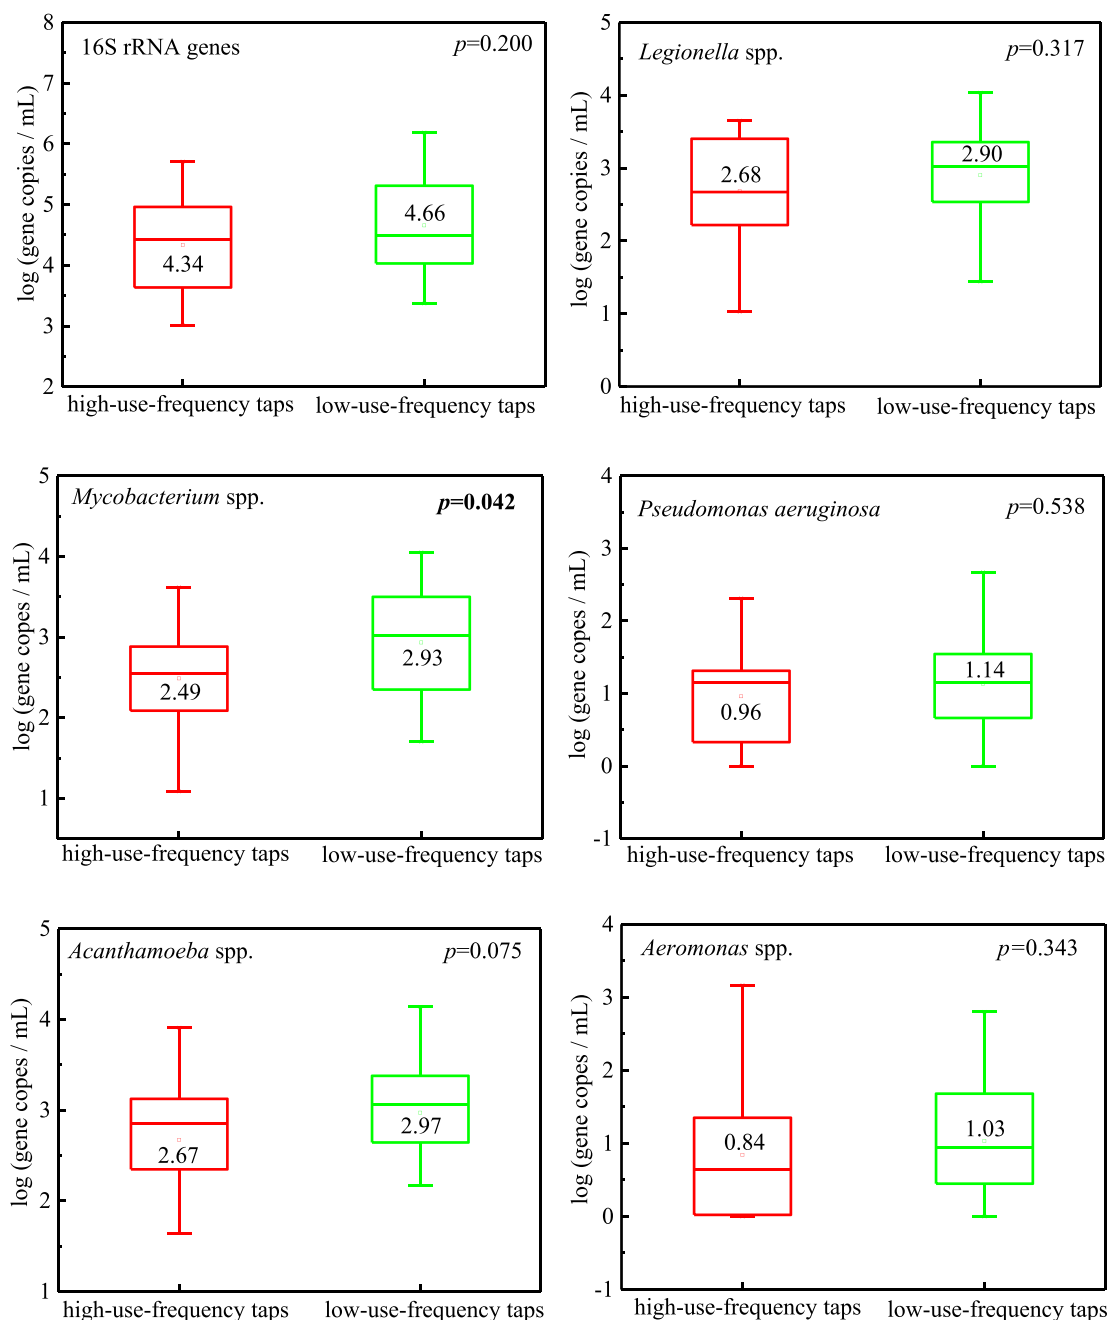 16S rRNA genes
p=0.200
log (gene copies / mL)
8
7
6
5
4
3
2
4.34
4.66
high-use-frequency taps
low-use-frequency taps
Legionella spp.
p=0.317
log (gene copies / mL)
5
4
3
2
1
0
2.68
2.90
high-use-frequency taps
low-use-frequency taps
Mycobacterium spp.
p=0.042
log (gene copes / mL)
5
4
3
2
1
2.49
2.93
high-use-frequency taps
low-use-frequency taps
Pseudomonas aeruginosa
p=0.538
log (gene copes / mL)
4
3
2
1
0
-1
0.96
1.14
high-use-frequency taps
low-use-frequency taps
Acanthamoeba spp.
p=0.075
log (gene copes / mL)
5
4
3
2
1
2.67
2.97
high-use-frequency taps
low-use-frequency taps
Aeromonas spp.
p=0.343
log (gene copes / mL)
4
3
2
1
0
-1
0.84
1.03
high-use-frequency taps
low-use-frequency taps